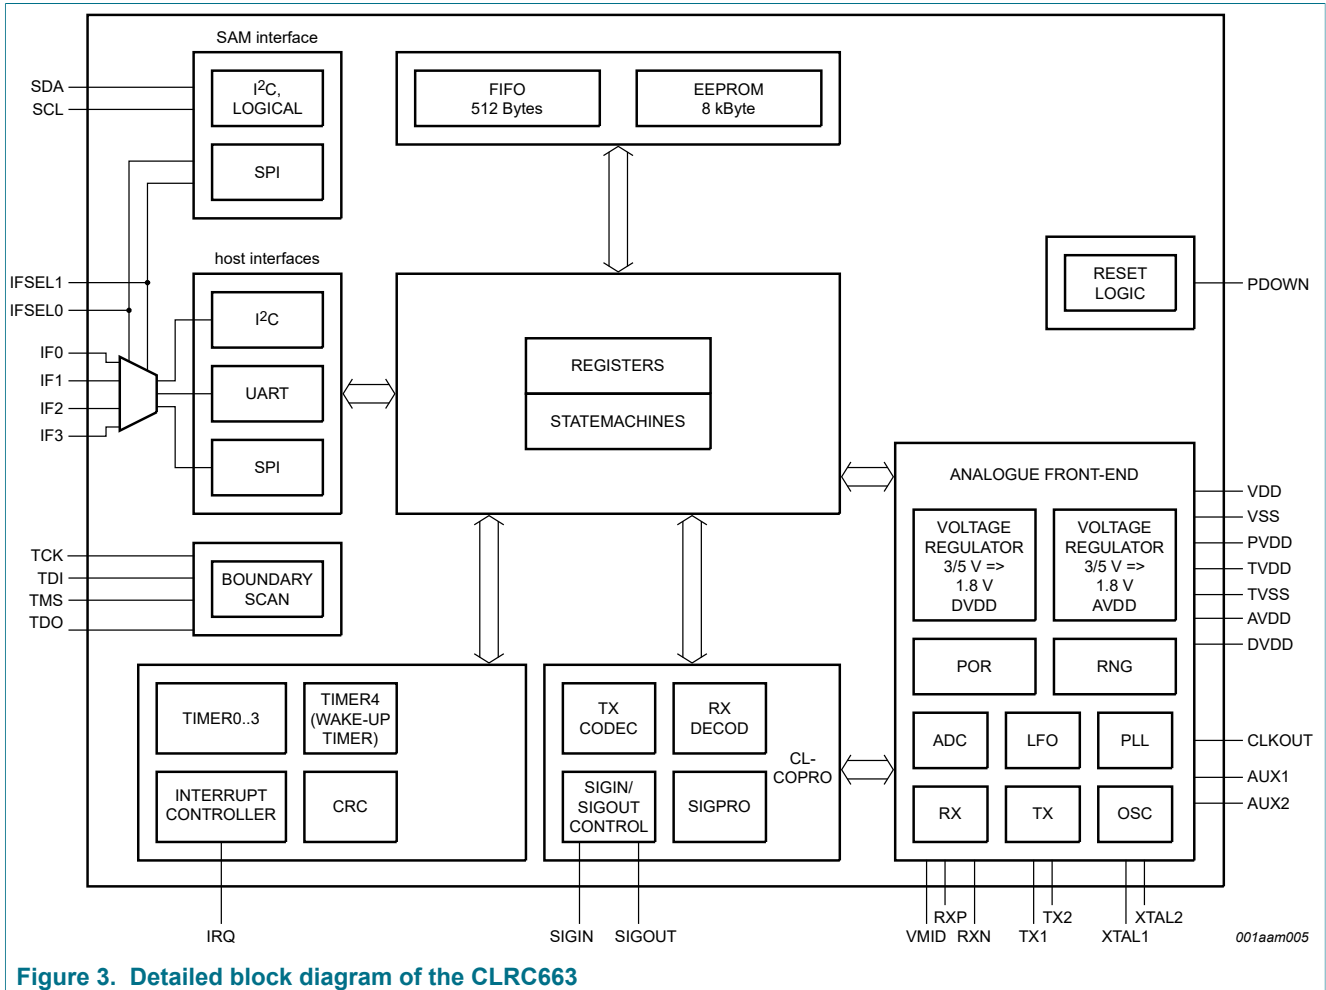 SAM interface
SDA
SCL
I2C,
LOGICAL
SPI
FIFO
512 Bytes
EEPROM
8 kByte
host interfaces
IFSEL1
IFSEL0
IF0
IF1
IF2
IF3
I2C
UART
SPI
REGISTERS
STATEMACHINES
RESET
LOGIC
PDOWN
TCK
TDI
TMS
TDO
BOUNDARY
SCAN
ANALOGUE FRONT-END
VOLTAGE
REGULATOR
3/5 V =>
1.8 V
DVDD
VOLTAGE
REGULATOR
3/5 V =>
1.8 V
AVDD
POR
RNG
ADC
LFO
PLL
RX
TX
OSC
VDD
VSS
PVDD
TVDD
TVSS
AVDD
DVDD
CLKOUT
AUX1
AUX2
TIMER0..3
TIMER4
(WAKE-UP
TIMER)
INTERRUPT
CONTROLLER
CRC
TX
CODEC
RX
DECOD
SIGIN/
SIGOUT
CONTROL
SIGPRO
CL-
COPRO
IRQ
SIGIN
SIGOUT
VMID
RXP
RXN
TX1
TX2
XTAL1
XTAL2
001aam005
Figure 3. Detailed block diagram of the CLRC663